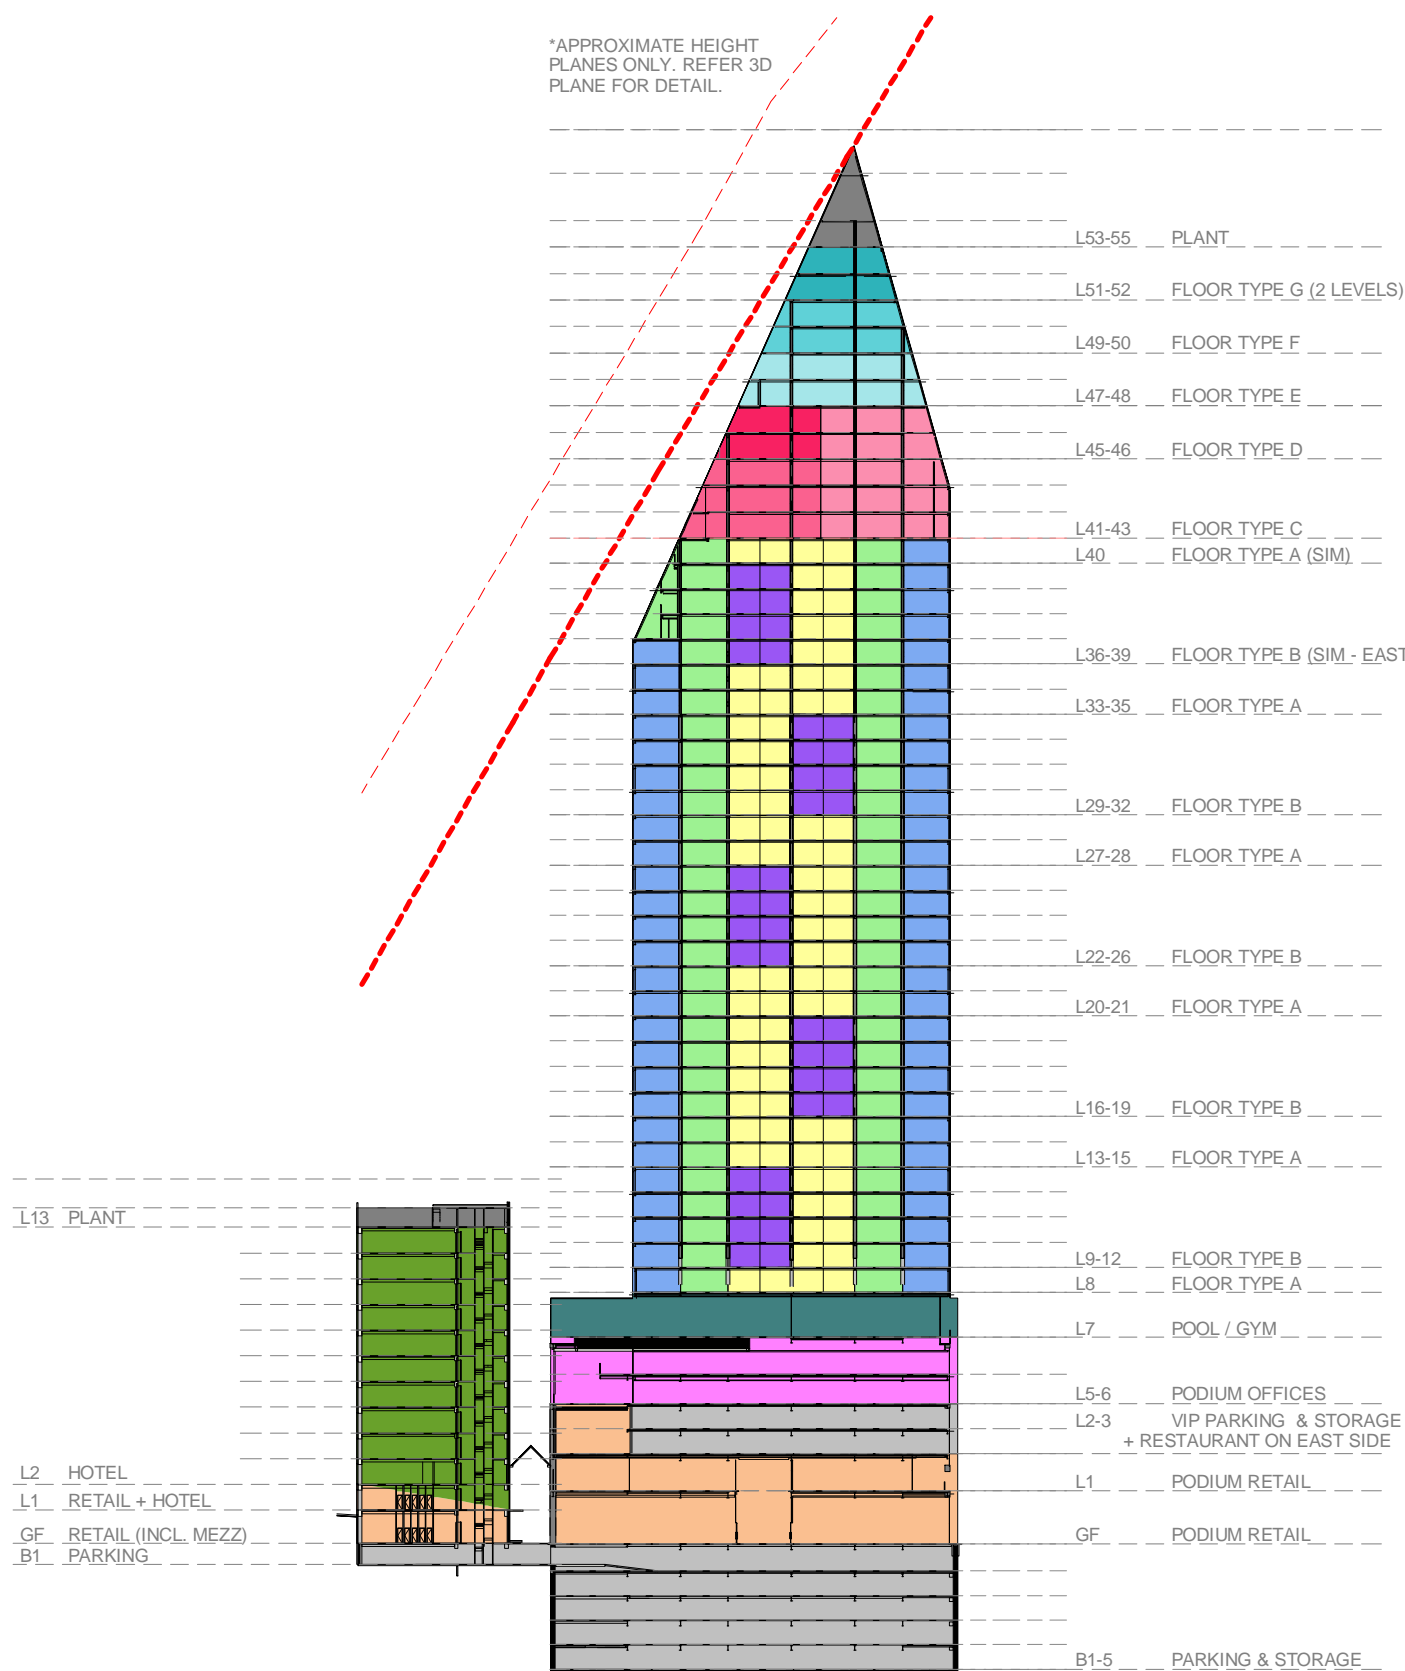 *APPROXIMATE HEIGHT
PLANES ONLY. REFER 3D
PLANE FOR DETAIL.
L53-55 PLANT
L51-52 FLOOR TYPE G (2 LEVELS)
L49-50 FLOOR TYPE F
L47-48 FLOOR TYPE E
L45-46 FLOOR TYPE D
L41-43 FLOOR TYPE C
L40 FLOOR TYPE A (SIM)
L36-39 FLOOR TYPE B (SIM - EAST
L33-35 FLOOR TYPE A
L29-32 FLOOR TYPE B
L27-28 FLOOR TYPE A
L22-26 FLOOR TYPE B
L20-21 FLOOR TYPE A
L16-19 FLOOR TYPE B
L13-15 FLOOR TYPE A
L9-12 FLOOR TYPE B
L8 FLOOR TYPE A
L7 POOL / GYM
L5-6 PODIUM OFFICES
L2-3 VIP PARKING & STORAGE
+ RESTAURANT ON EAST SIDE
L1 PODIUM RETAIL
GF PODIUM RETAIL
B1-5 PARKING & STORAGE
L13 PLANT
L2 HOTEL
L1 RETAIL + HOTEL
GF RETAIL (INCL. MEZZ)
B1 PARKING